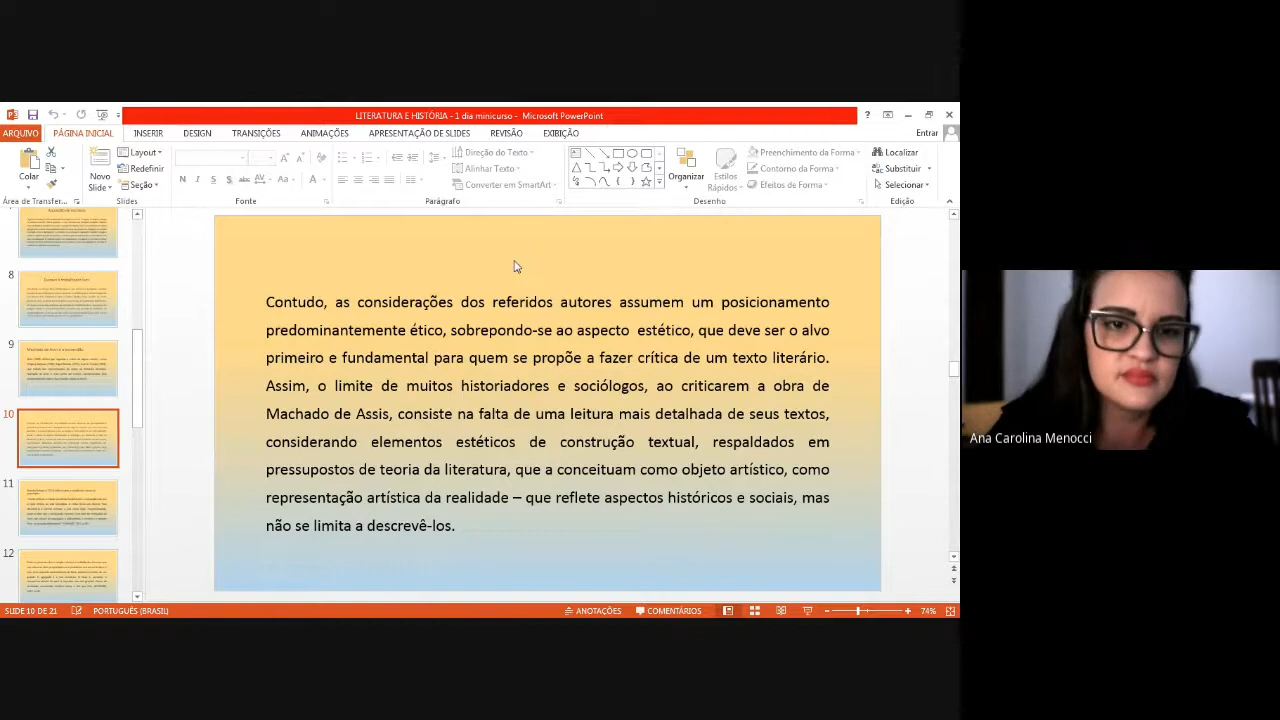 LITERATURA E HISTÓRIA - 1 dia minicurso - Microsoft PowerPoint
ARQUIVO PÁGINA INICIAL INSERIR DESIGN TRANSIÇÕES ANIMAÇÕES APRESENTAÇÃO DE SLIDES REVISÃO EXIBIÇÃO Entrar
Colar
Novo
Slide
Layout
Redefinir
Seção
N I S S abc AV Aa A
Direção do Texto
Alinhar Texto
Converter em SmartArt
Organizar
Estilos
Rápidos
Preenchimento da Forma
Contorno da Forma
Efeitos de Forma
Localizar
Substituir
Selecionar
Área de Transfer... Slides Fonte Parágrafo Desenho Edição
8
9
10
11
12
Contudo, as considerações dos referidos autores assumem um posicionamento
predominantemente ético, sobrepondo-se ao aspecto estético, que deve ser o alvo
primeiro e fundamental para quem se propõe a fazer crítica de um texto literário.
Assim, o limite de muitos historiadores e sociólogos, ao criticarem a obra de
Machado de Assis, consiste na falta de uma leitura mais detalhada de seus textos,
considerando elementos estéticos de construção textual, respaldados em
pressupostos de teoria da literatura, que a conceituam como objeto artístico, como
representação artística da realidade – que reflete aspectos históricos e sociais, mas
não se limita a descrevê-los.
Ana Carolina Menocci
SLIDE 10 DE 21 PORTUGUÊS (BRASIL) ANOTAÇÕES COMENTÁRIOS 74%